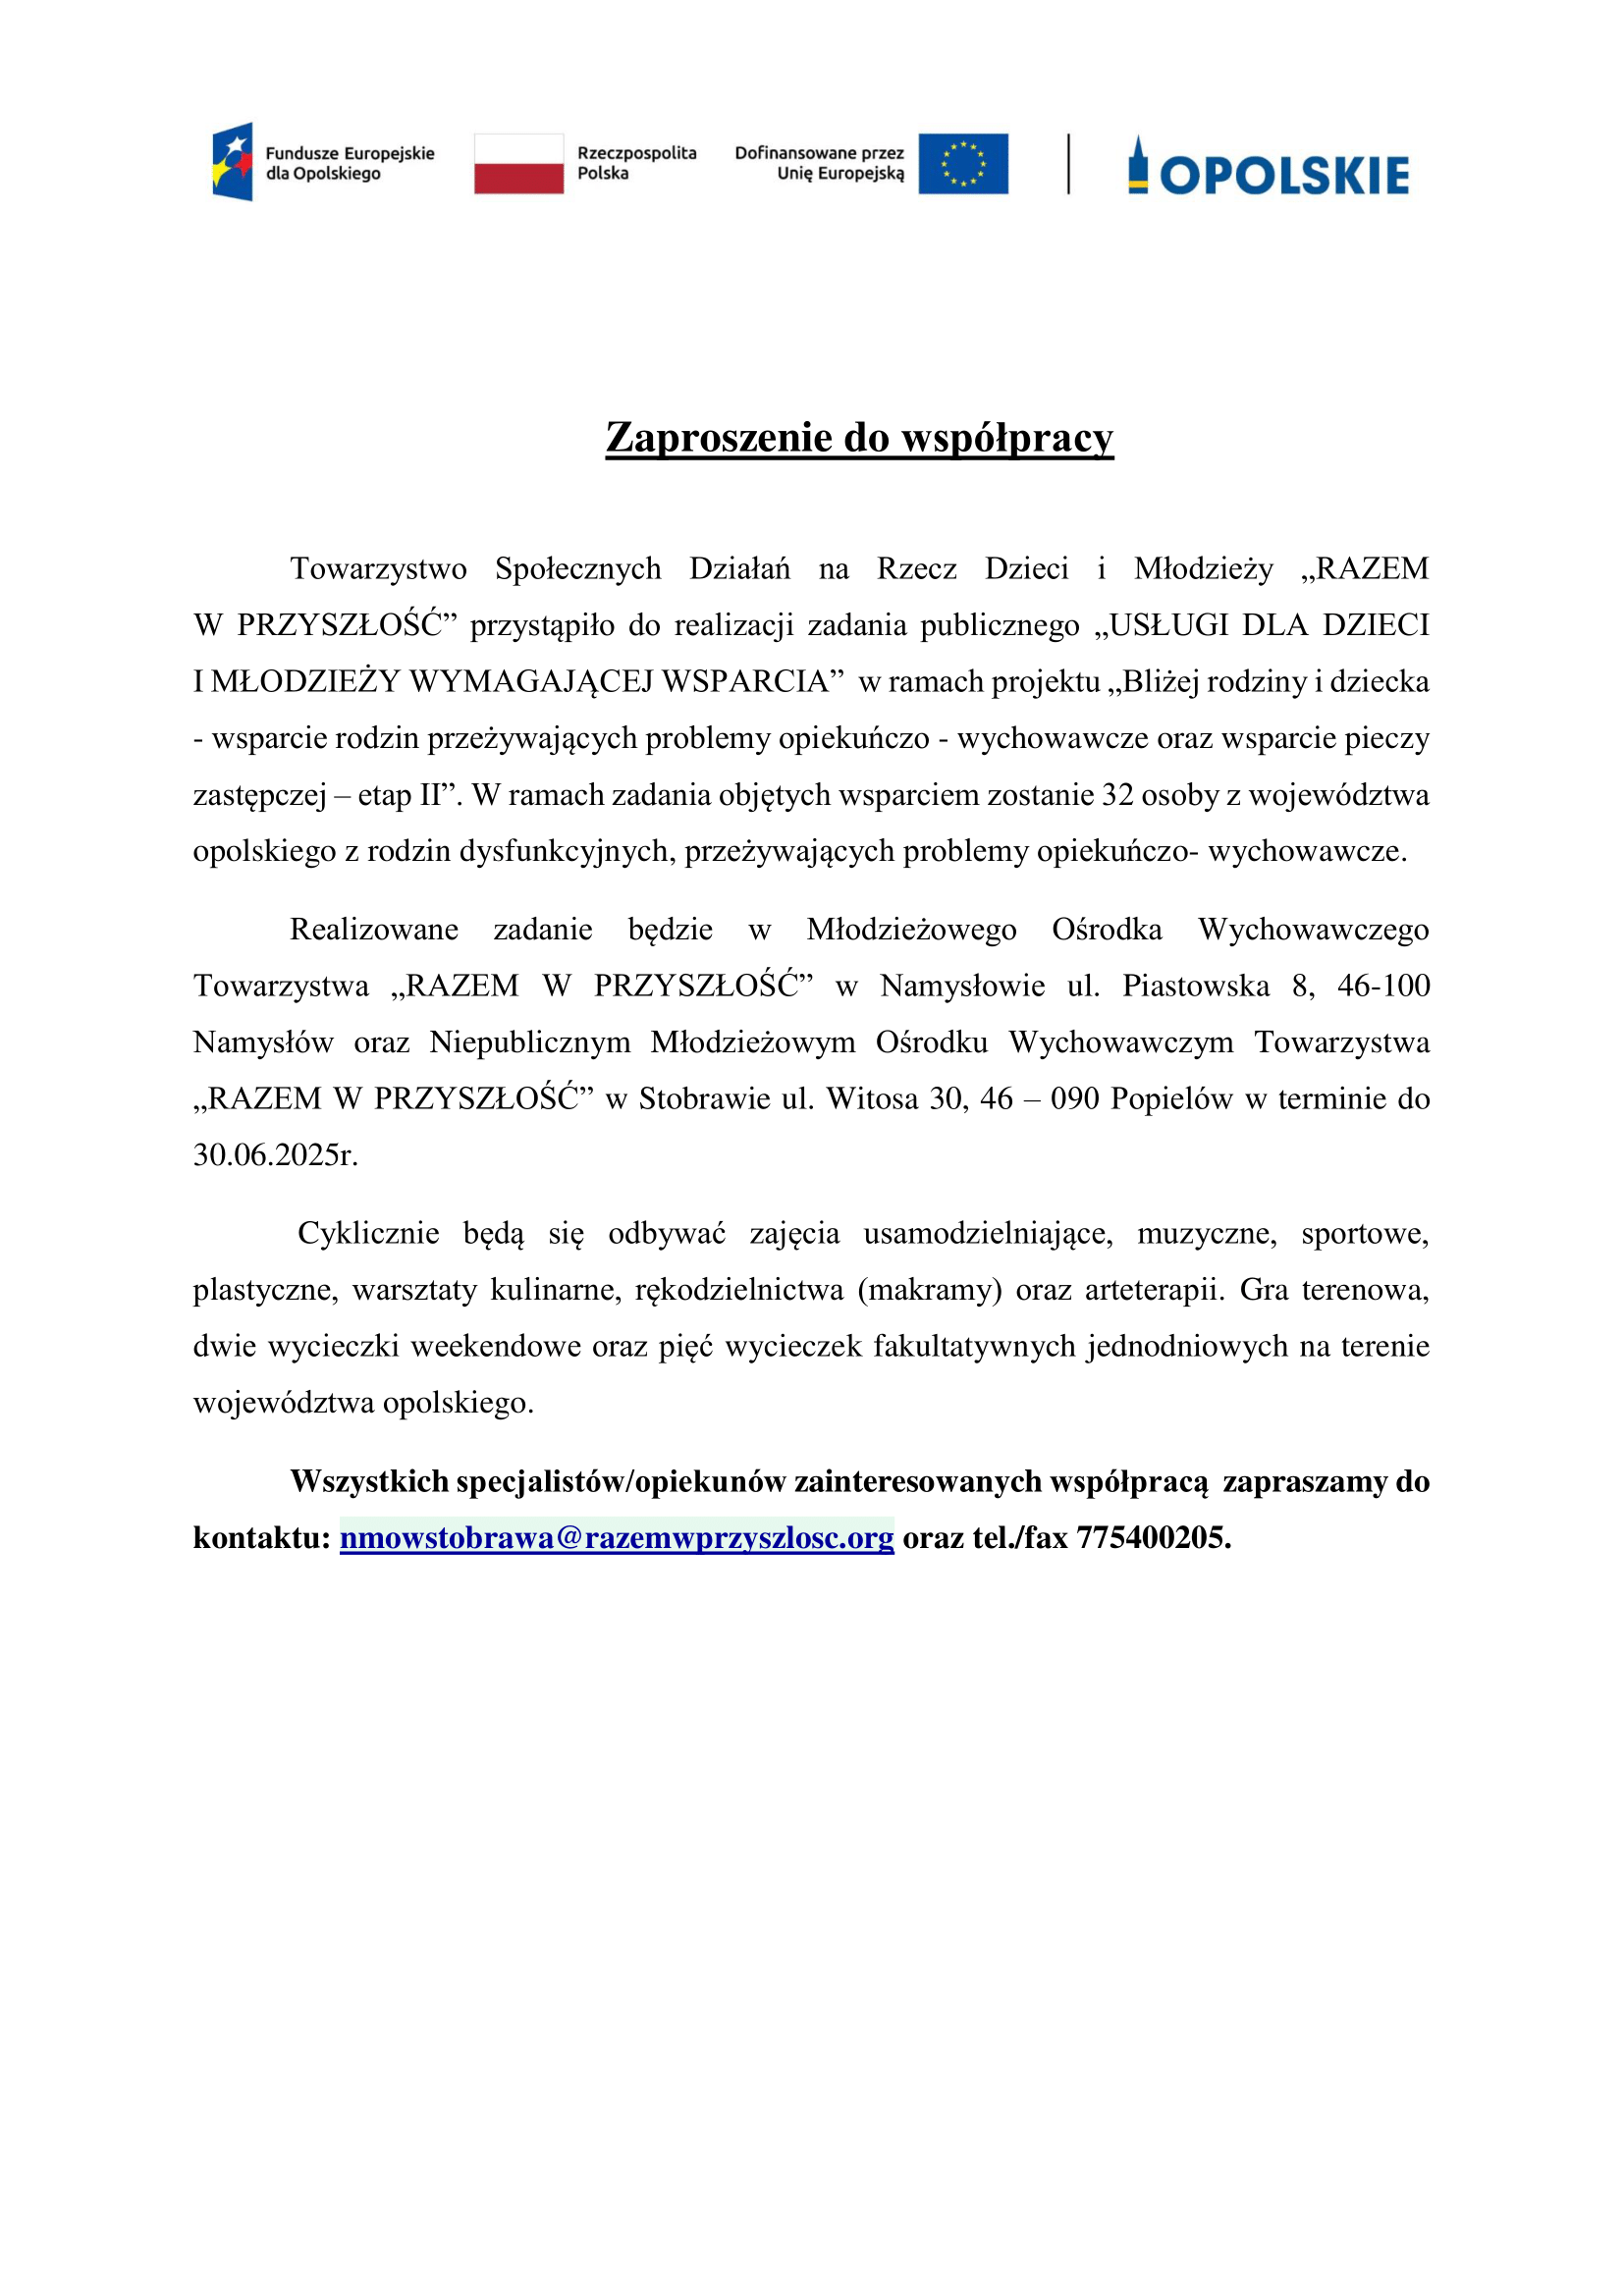 Fundusze Europejskie
dla Opolskiego
Rzeczpospolita
Polska
Dofinansowane przez
Unię Europejską
OPOLSKIE
Zaproszenie do współpracy
Towarzystwo Społecznych Działań na Rzecz Dzieci i Młodzieży „RAZEM
W PRZYSZŁOŚĆ” przystąpiło do realizacji zadania publicznego „USŁUGI DLA DZIECI
I MŁODZIEŻY WYMAGAJĄCEJ WSPARCIA” w ramach projektu „Bliżej rodziny i dziecka
- wsparcie rodzin przeżywających problemy opiekuńczo - wychowawcze oraz wsparcie pieczy
zastępczej – etap II”. W ramach zadania objętych wsparciem zostanie 32 osoby z województwa
opolskiego z rodzin dysfunkcyjnych, przeżywających problemy opiekuńczo- wychowawcze.
Realizowane zadanie będzie w Młodzieżowego Ośrodka Wychowawczego
Towarzystwa „RAZEM W PRZYSZŁOŚĆ” w Namysłowie ul. Piastowska 8, 46-100
Namysłów oraz Niepublicznym Młodzieżowym Ośrodku Wychowawczym Towarzystwa
„RAZEM W PRZYSZŁOŚĆ” w Stobrawie ul. Witosa 30, 46 – 090 Popielów w terminie do
30.06.2025r.
Cyklicznie będą się odbywać zajęcia usamodzielniające, muzyczne, sportowe,
plastyczne, warsztaty kulinarne, rękodzielnictwa (makramy) oraz arteterapii. Gra terenowa,
dwie wycieczki weekendowe oraz pięć wycieczek fakultatywnych jednodniowych na terenie
województwa opolskiego.
Wszystkich specjalistów/opiekunów zainteresowanych współpracą zapraszamy do
kontaktu: nmowstobrawa@razemwprzyszlosc.org oraz tel./fax 775400205.